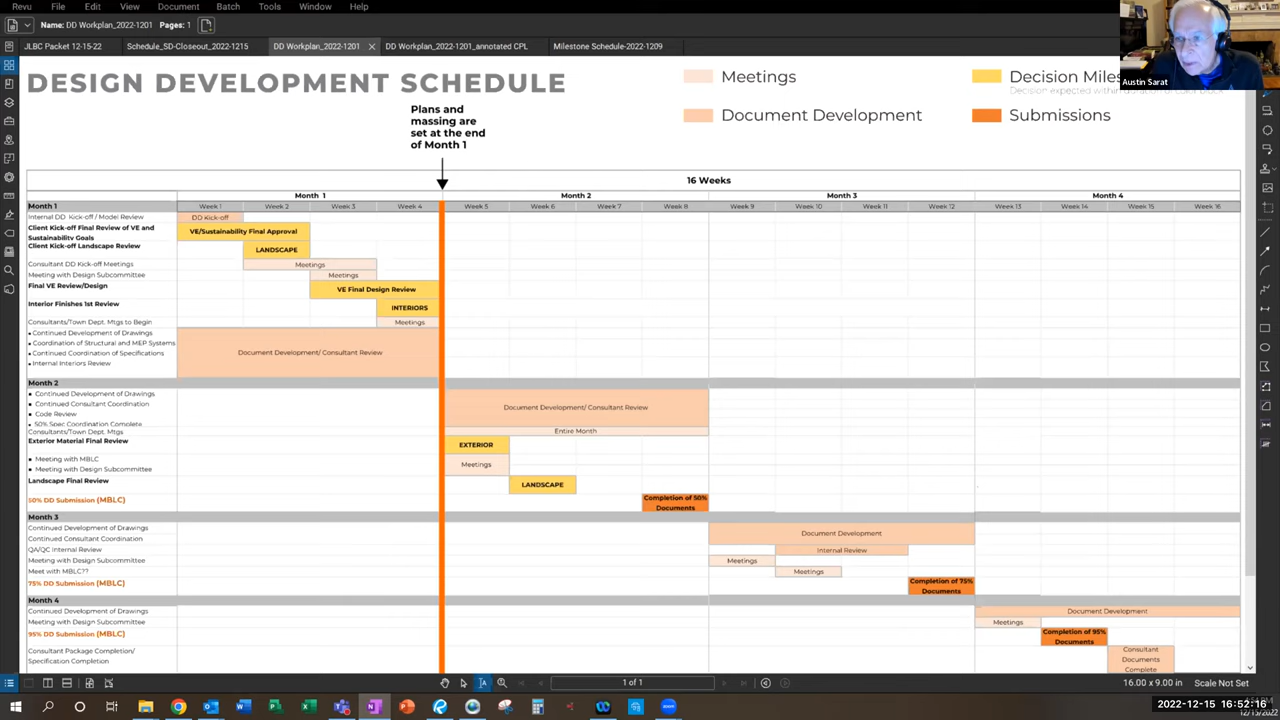 Revu File Edit View Document Batch Tools Window Help
Name: DD Workplan_2022-1201 Pages: 1
JLBC Packet 12-15-22 Schedule_SD-Closeout_2022-1215 DD Workplan_2022-1201 DD Workplan_2022-1201_annotated CPL Milestone Schedule-2022-1209
Austin Sarat
DESIGN DEVELOPMENT SCHEDULE
Meetings
Decision Miles
Decision expected within duration of color block
Document Development
Submissions
Plans and
massing are
set at the end
of Month 1
16 Weeks
Month 1 Month 2 Month 3 Month 4
Month 1 Week 1 Week 2 Week 3 Week 4 Week 5 Week 6 Week 7 Week 8 Week 9 Week 10 Week 11 Week 12 Week 13 Week 14 Week 15 Week 16
Internal DD Kick-off / Model Review DD Kick-off
Client Kick-off Final Review of VE and
Sustainability Goals
VE/Sustainability Final Approval
Client Kick-off Landscape Review LANDSCAPE
Consultant DD Kick-off Meetings Meetings
Meeting with Design Subcommittee Meetings
Final VE Review/Design VE Final Design Review
Interior Finishes 1st Review INTERIORS
Consultants/Town Dept. Mtgs to Begin Meetings
• Continued Development of Drawings
• Coordination of Structural and MEP Systems
• Continued Coordination of Specifications
• Internal Interiors Review
Document Development/ Consultant Review
Month 2
• Continued Development of Drawings
• Continued Consultant Coordination
• Code Review
• 50% Spec Coordination Complete
Document Development/ Consultant Review
Consultants/Town Dept. Mtgs Entire Month
Exterior Material Final Review EXTERIOR
• Meeting with MBLC
• Meeting with Design Subcommittee
Meetings
Landscape Final Review LANDSCAPE
50% DD Submission (MBLC) Completion of 50%
Documents
Month 3
Continued Development of Drawings
Continued Consultant Coordination
Document Development
QA/QC Internal Review Internal Review
Meeting with Design Subcommittee Meetings
Meet with MBLC?? Meetings
75% DD Submission (MBLC) Completion of 75%
Documents
Month 4
Continued Development of Drawings Document Development
Meeting with Design Subcommittee Meetings
95% DD Submission (MBLC) Completion of 95%
Documents
Consultant Package Completion/
Specification Completion
Consultant
Documents
Complete
1 of 1
16.00 x 9.00 in Scale Not Set
2022-12-15 16:52:16
12/15/2022